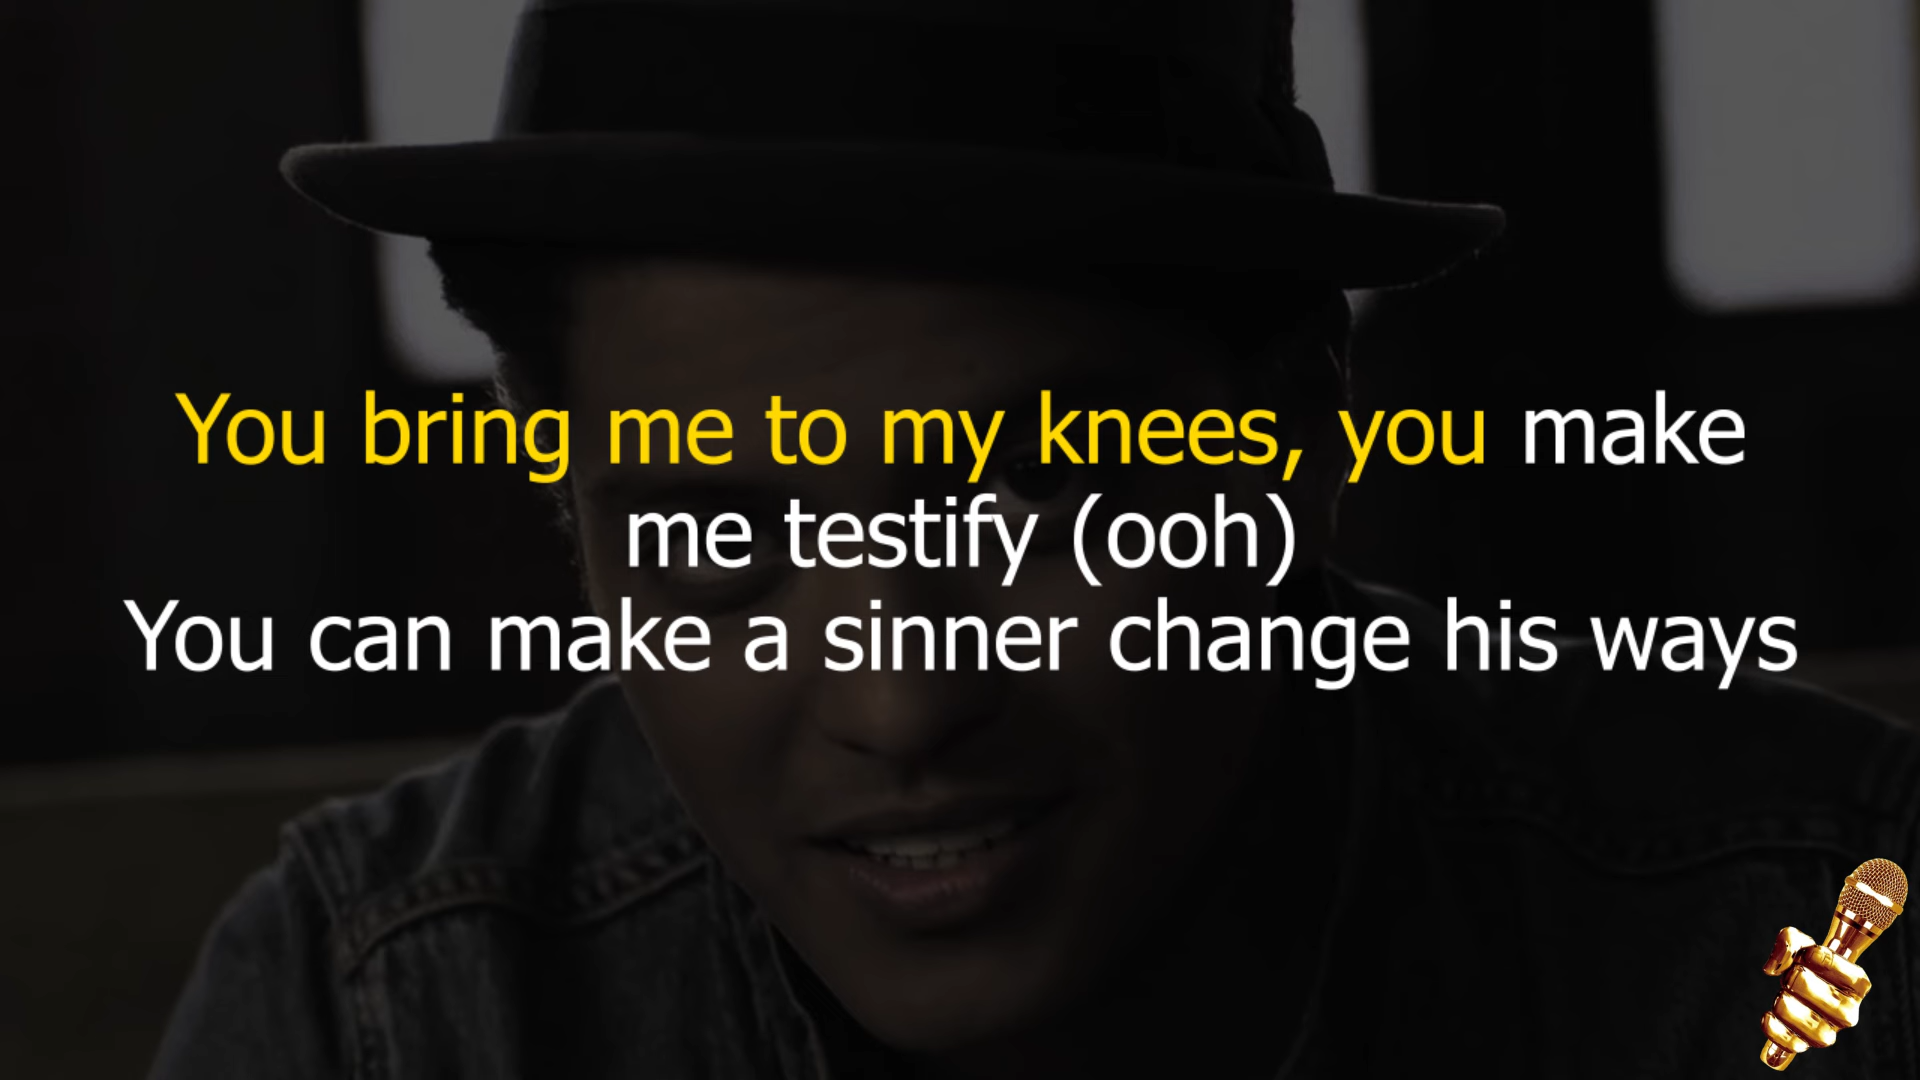 You bring me to my knees, you make
me testify (ooh)
You can make a sinner change his ways